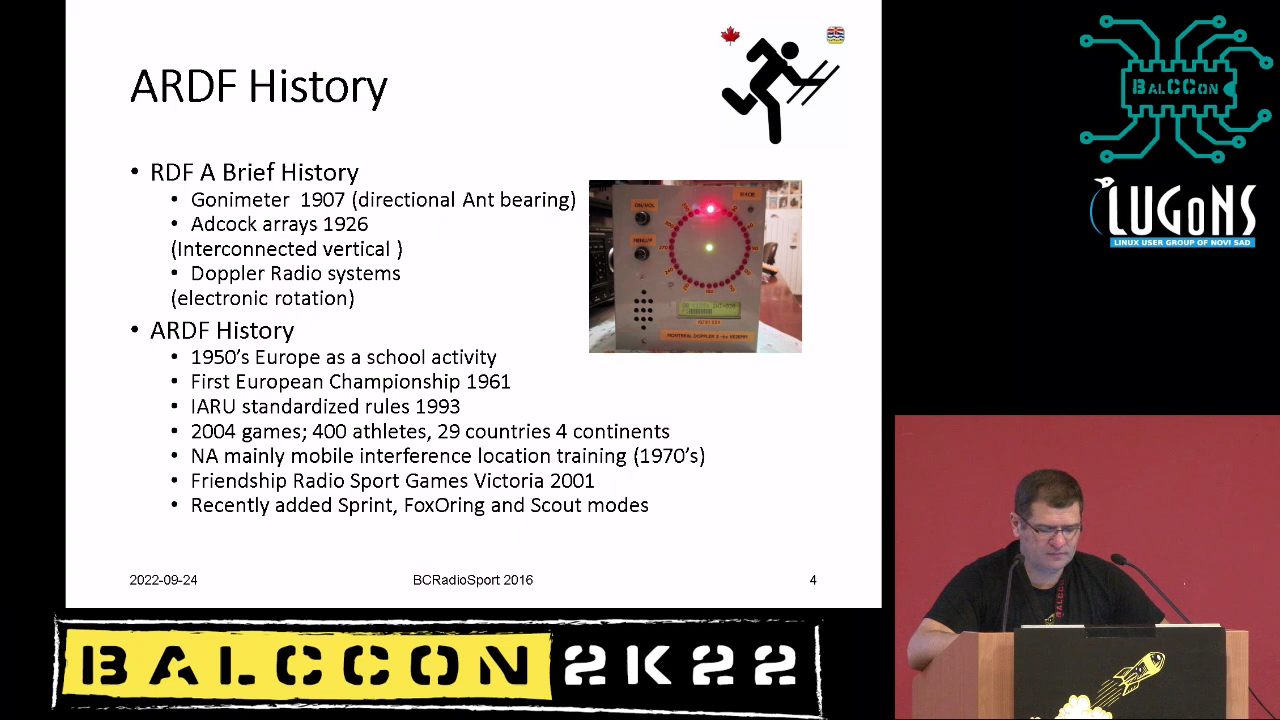 ARDF History
• RDF A Brief History
• Gonimeter 1907 (directional Ant bearing)
• Adcock arrays 1926
(Interconnected vertical )
• Doppler Radio systems
(electronic rotation)
• ARDF History
• 1950's Europe as a school activity
• First European Championship 1961
• IARU standardized rules 1993
• 2004 games; 400 athletes, 29 countries 4 continents
• NA mainly mobile interference location training (1970's)
• Friendship Radio Sport Games Victoria 2001
• Recently added Sprint, FoxOring and Scout modes
2022-09-24
BCRadioSport 2016
4
BALCCON
LUGONS
LINUX USER GROUP OF NOVI SAD
BALCCON 2K22